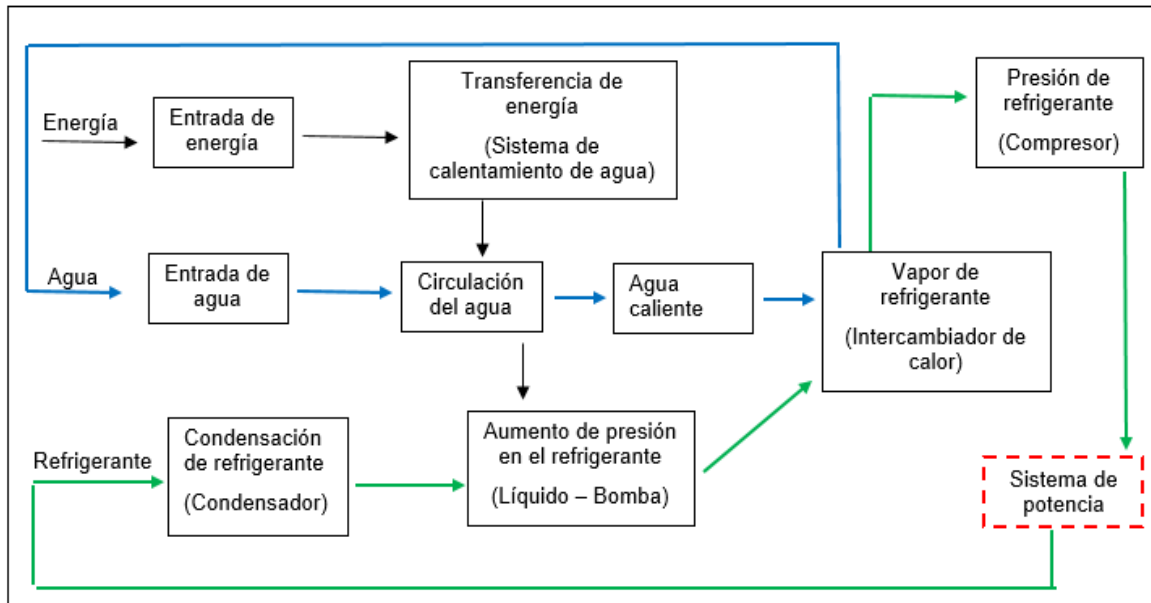 Transferencia de
energía
(Sistema de
calentamiento de agua)
Presión de
refrigerante
(Compresor)
Energía
Entrada de
energía
Agua
Entrada de
agua
Circulación
del agua
Agua
caliente
Vapor de
refrigerante
(Intercambiador de
calor)
Refrigerante
Condensación
de refrigerante
(Condensador)
Aumento de presión
en el refrigerante
(Líquido – Bomba)
Sistema de
potencia